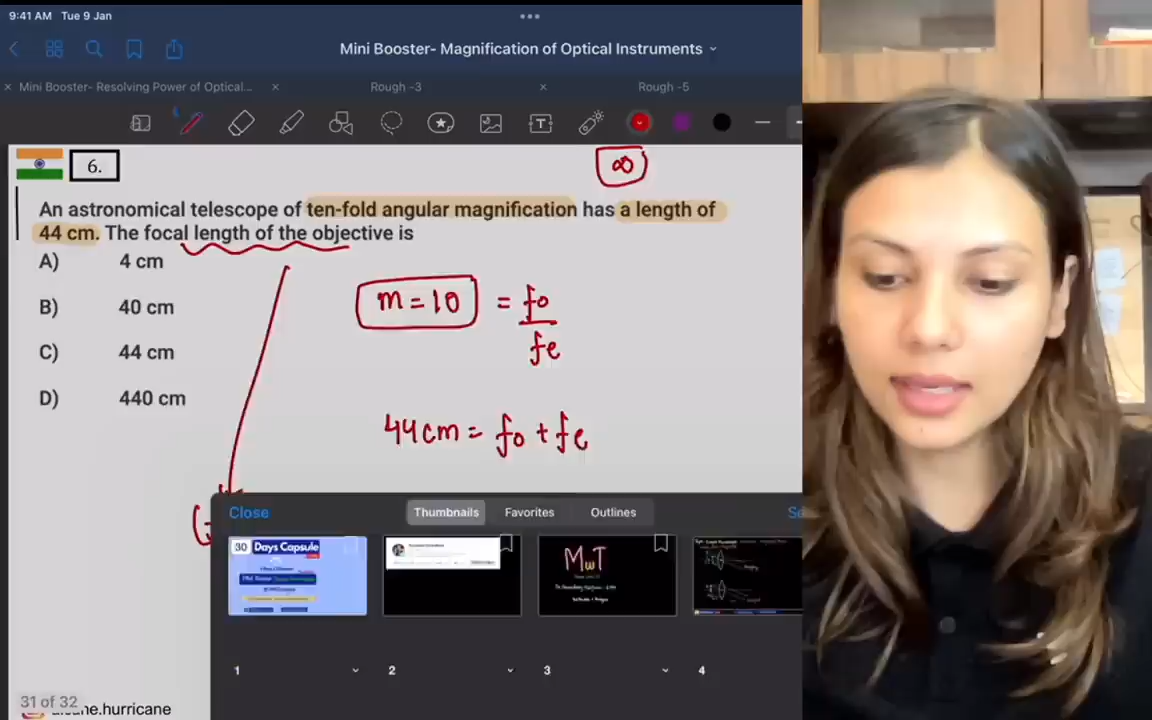 9:41 AM Tue 9 Jan
Mini Booster- Magnification of Optical Instruments
Mini Booster- Resolving Power of Optical...
Rough -3
Rough -5
6.
∞
An astronomical telescope of ten-fold angular magnification has a length of
44 cm. The focal length of the objective is
A) 4 cm
B) 40 cm
C) 44 cm
D) 440 cm
m = 10 = fo
fe
44cm = fo + fe
Close
Thumbnails
Favorites
Outlines
30 Days Capsule
MwT
1
2
3
4
31 of 32